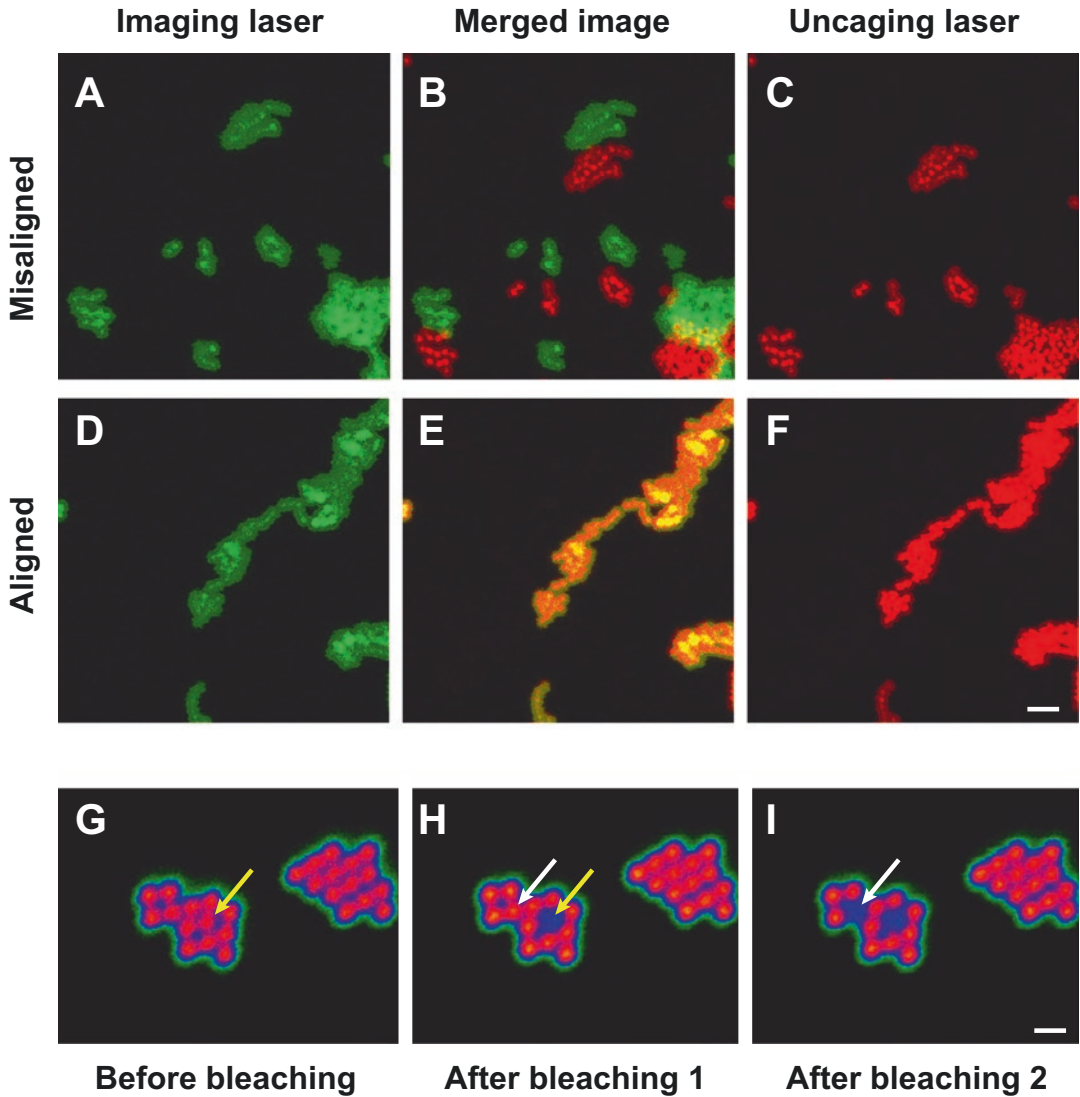 Imaging laser
Merged image
Uncaging laser
Misaligned
A
B
C
Aligned
D
E
F
G
H
I
Before bleaching
After bleaching 1
After bleaching 2